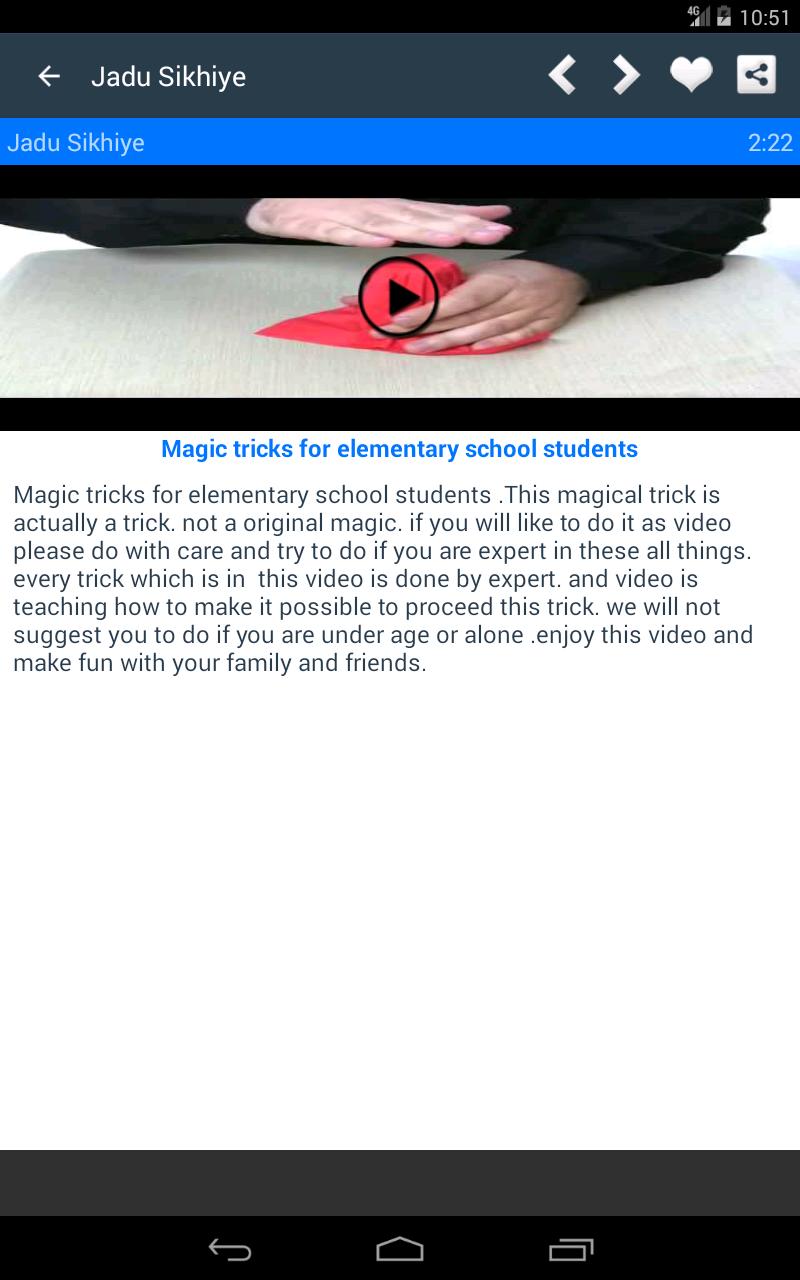 4G 10:51
Jadu Sikhiye
Jadu Sikhiye 2:22
Magic tricks for elementary school students
Magic tricks for elementary school students .This magical trick is
actually a trick. not a original magic. if you will like to do it as video
please do with care and try to do if you are expert in these all things.
every trick which is in  this video is done by expert. and video is
teaching how to make it possible to proceed this trick. we will not
suggest you to do if you are under age or alone .enjoy this video and
make fun with your family and friends.